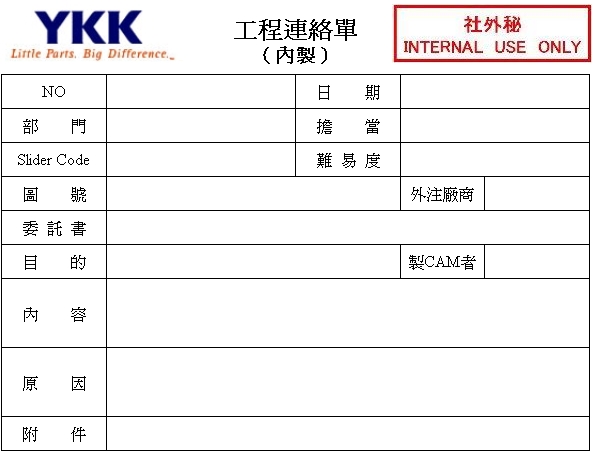 YKK
Little Parts. Big Difference.
工程連絡單
（內製）
社外秘
INTERNAL USE ONLY
NO 日 期
部 門 擔 當
Slider Code 難 易 度
圖 號 外注廠商
委 託 書
目 的 製CAM者
內 容
原 因
附 件